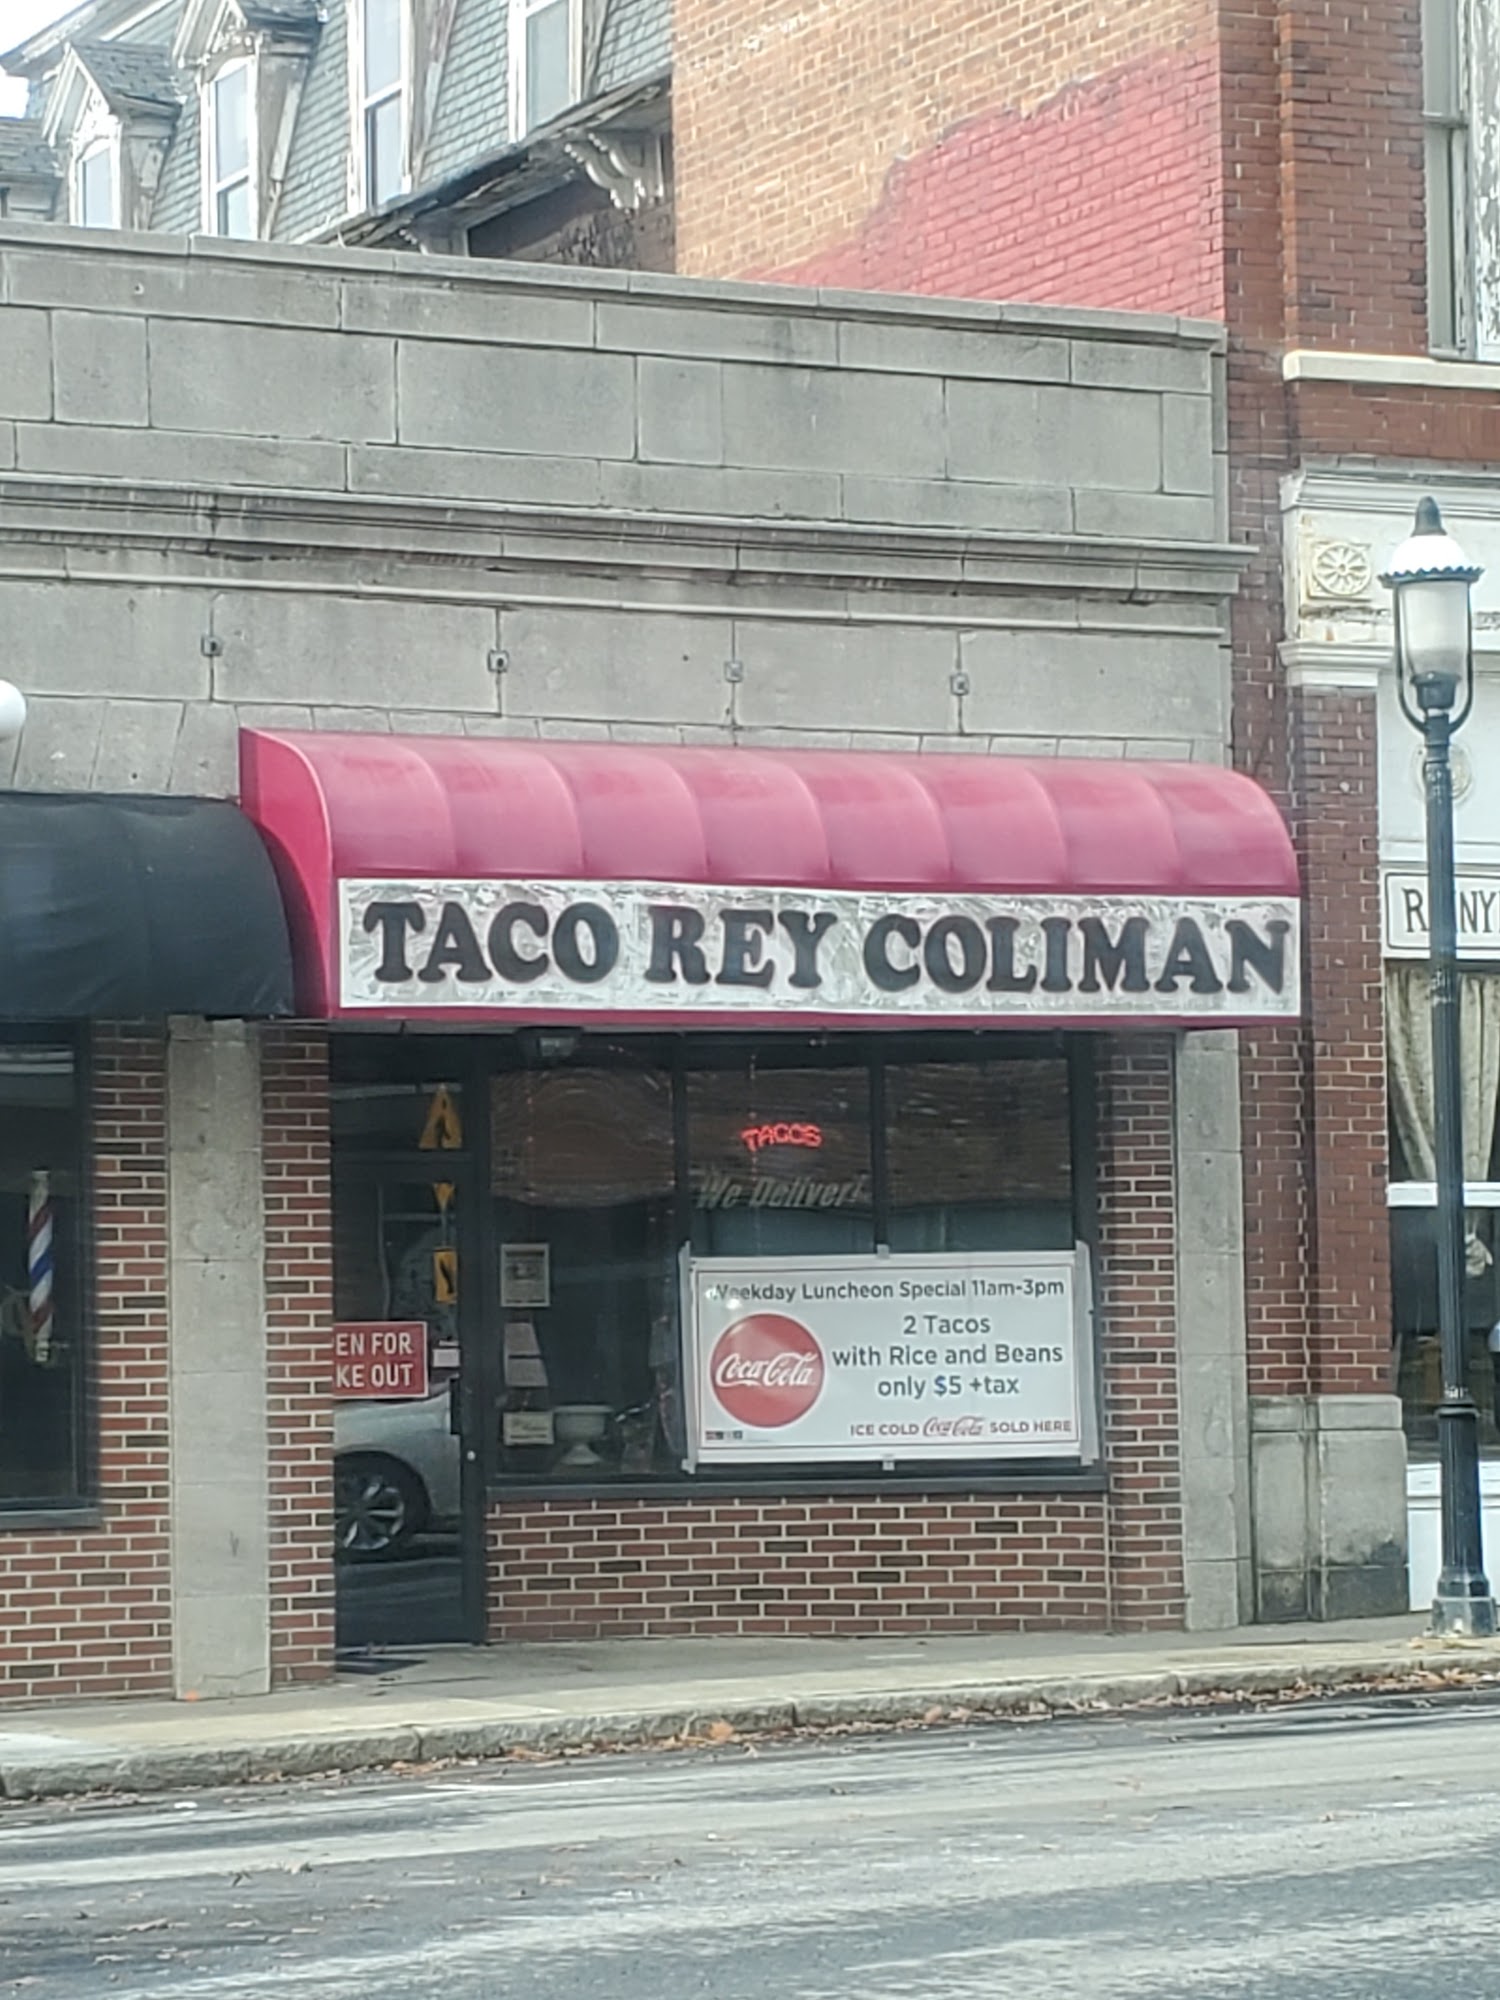 TACO REY COLIMAN
TACOS
We Deliver!
Weekday Luncheon Special 11am-3pm
2 Tacos
with Rice and Beans
only $5 +tax
Coca-Cola
ICE COLD Coca-Cola SOLD HERE
EN FOR
KE OUT